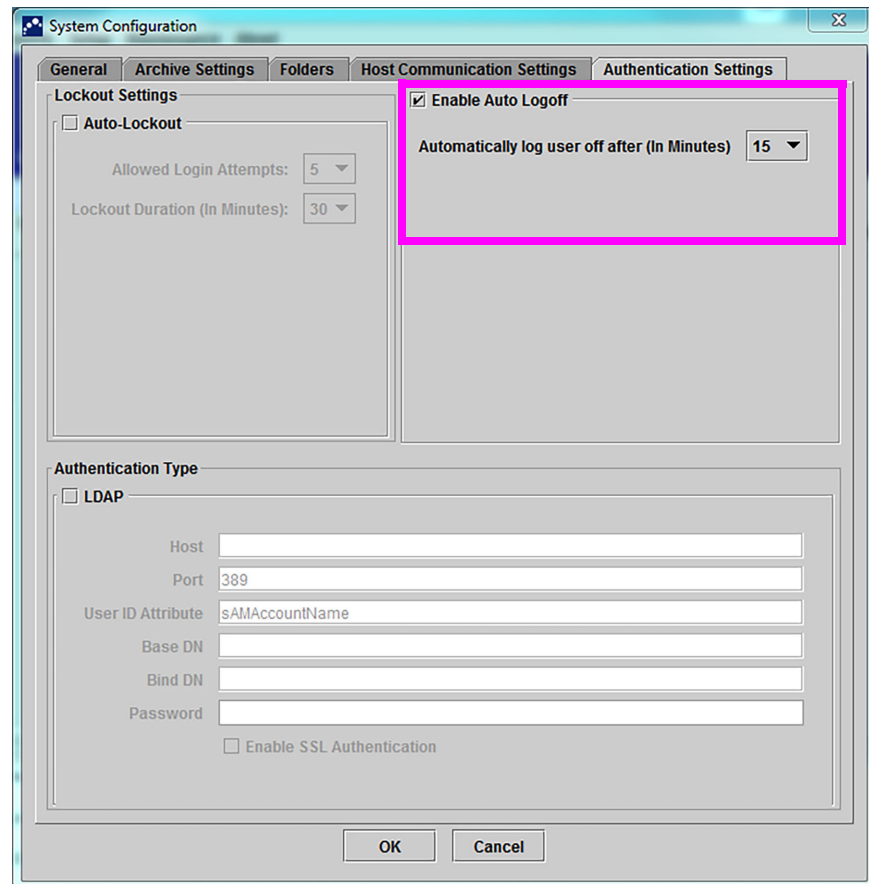 System Configuration
General Archive Settings Folders Host Communication Settings Authentication Settings
Lockout Settings
Auto-Lockout
Allowed Login Attempts: 5
Lockout Duration (In Minutes): 30
Enable Auto Logoff
Automatically log user off after (In Minutes) 15
Authentication Type
LDAP
Host
Port 389
User ID Attribute sAMAccountName
Base DN
Bind DN
Password
Enable SSL Authentication
OK Cancel